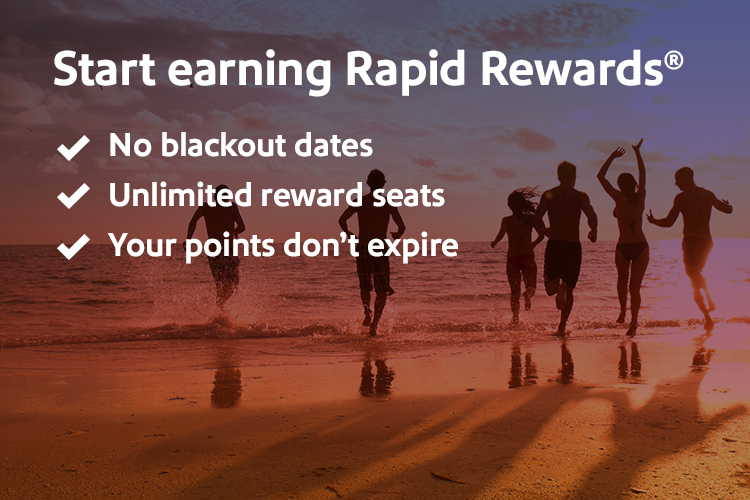 Start earning Rapid Rewards®
No blackout dates
Unlimited reward seats
Your points don’t expire